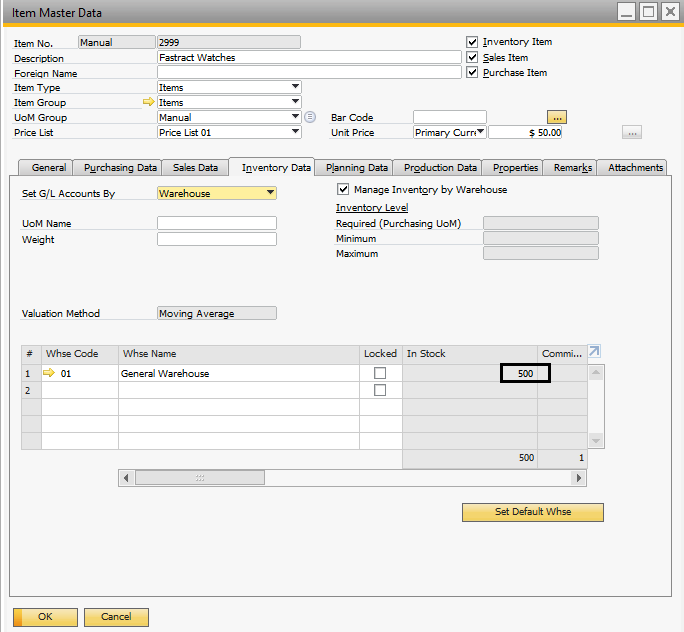 Item Master Data
Item No. Manual 2999 Inventory Item
Description Fastract Watches Sales Item
Foreign Name Purchase Item
Item Type Items
Item Group Items
UoM Group Manual Bar Code ...
Price List Price List 01 Unit Price Primary Curre $ 50.00 ...
General Purchasing Data Sales Data Inventory Data Planning Data Production Data Properties Remarks Attachments
Set G/L Accounts By Warehouse Manage Inventory by Warehouse
Inventory Level
UoM Name Required (Purchasing UoM)
Weight Minimum
Maximum
Valuation Method Moving Average
# Whse Code Whse Name Locked In Stock Commi...
1 01 General Warehouse 500
2
500 1
Set Default Whse
OK Cancel